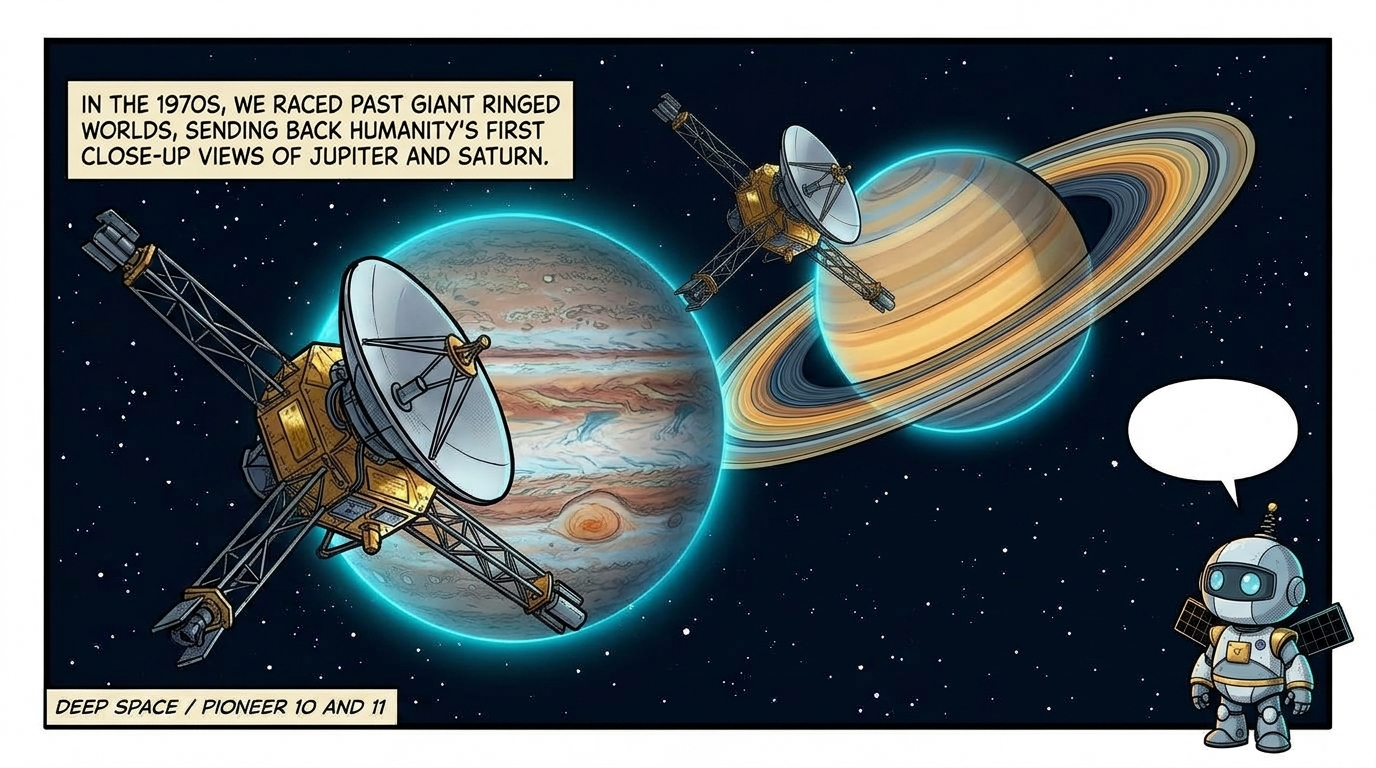 IN THE 1970S, WE RACED PAST GIANT RINGED
WORLDS, SENDING BACK HUMANITY'S FIRST
CLOSE-UP VIEWS OF JUPITER AND SATURN.
DEEP SPACE / PIONEER 10 AND 11